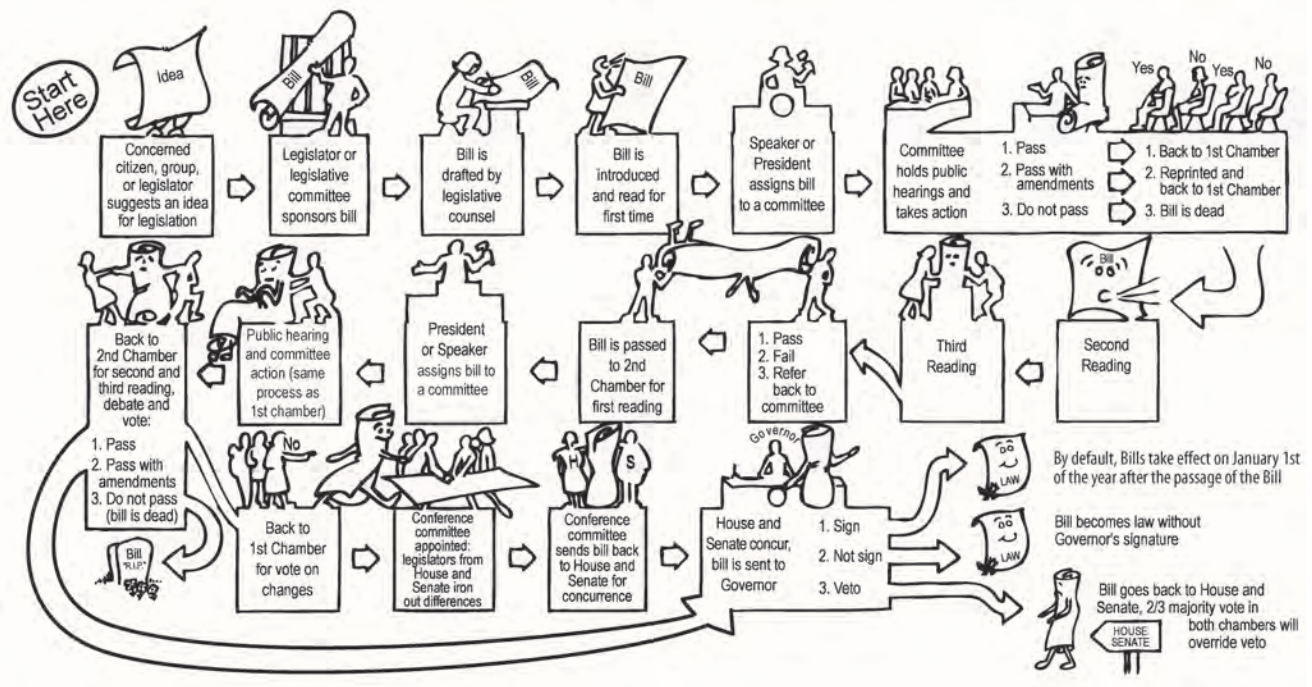 Start
Here
Idea
Concerned
citizen, group,
or legislator
suggests an idea
for legislation
Bill
Legislator or
legislative
committee
sponsors bill
Bill
Bill is
drafted by
legislative
counsel
Bill
Bill is
introduced
and read for
first time
Speaker or
President
assigns bill
to a committee
Committee
holds public
hearings and
takes action
1. Pass
2. Pass with
amendments
3. Do not pass
Yes No Yes No
1. Back to 1st Chamber
2. Reprinted and
back to 1st Chamber
3. Bill is dead
Bill
Second
Reading
Third
Reading
1. Pass
2. Fail
3. Refer
back to
committee
Bill is passed
to 2nd
Chamber for
first reading
President
or Speaker
assigns bill to
a committee
Public hearing
and committee
action (same
process as
1st chamber)
Back to
2nd Chamber
for second and
third reading,
debate and
vote:
1. Pass
2. Pass with
amendments
3. Do not pass
(bill is dead)
Bill
"R.I.P."
No
Back to
1st Chamber
for vote on
changes
Conference
committee
appointed:
legislators from
House and
Senate iron
out differences
H S
Conference
committee
sends bill back
to House and
Senate for
concurrence
Governor
House and
Senate concur,
bill is sent to
Governor
1. Sign
2. Not sign
3. Veto
LAW
By default, Bills take effect on January 1st
of the year after the passage of the Bill
LAW
Bill becomes law without
Governor's signature
HOUSE
SENATE
Bill goes back to House and
Senate, 2/3 majority vote in
both chambers will
override veto